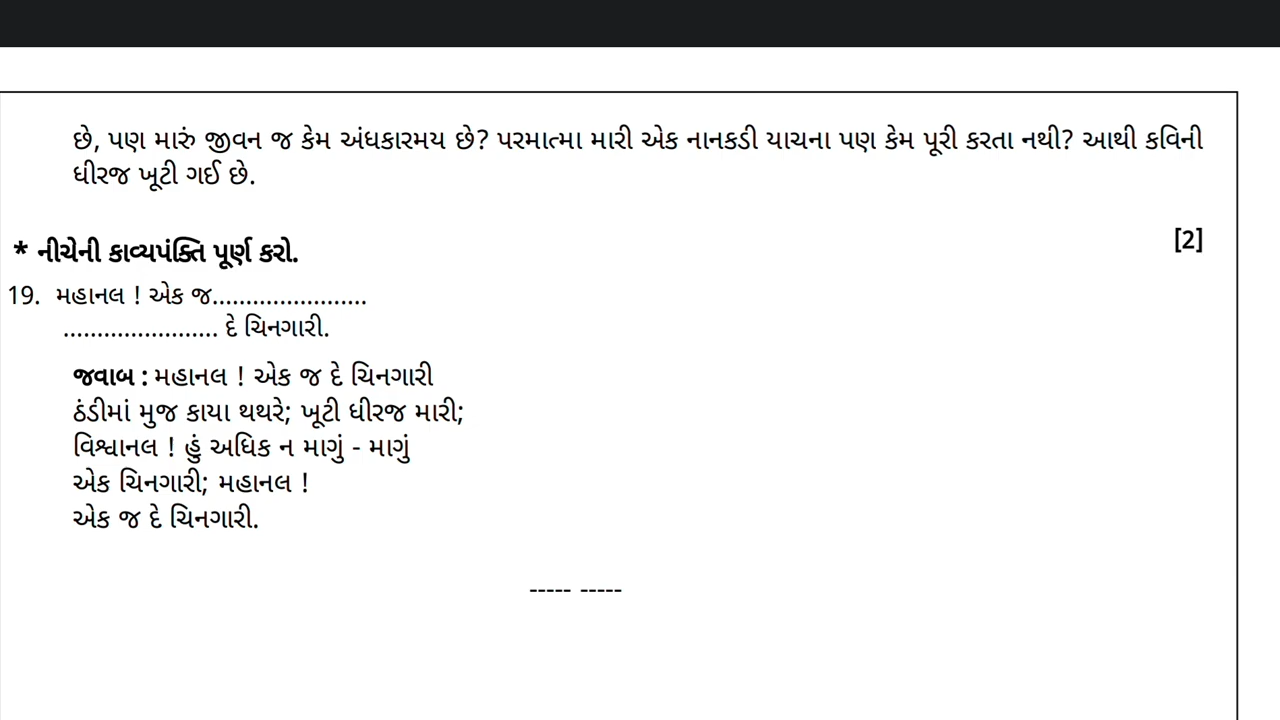 છે, પણ મારું જીવન જ કેમ અંધકારમય છે? પરમાત્મા મારી એક નાનકડી યાચના પણ કેમ પૂરી કરતા નથી? આથી કવિની
ધીરજ ખૂટી ગઈ છે.
[2]
* નીચેની કાવ્યપંક્તિ પૂર્ણ કરો.
19. મહાનલ ! એક જ.......................
....................... દે ચિનગારી.
જવાબ : મહાનલ ! એક જ દે ચિનગારી
ઠંડીમાં મુજ કાયા થથરે; ખૂટી ધીરજ મારી;
વિશ્વાનલ ! હું અધિક ન માગું - માગું
એક ચિનગારી; મહાનલ !
એક જ દે ચિનગારી.
----- -----